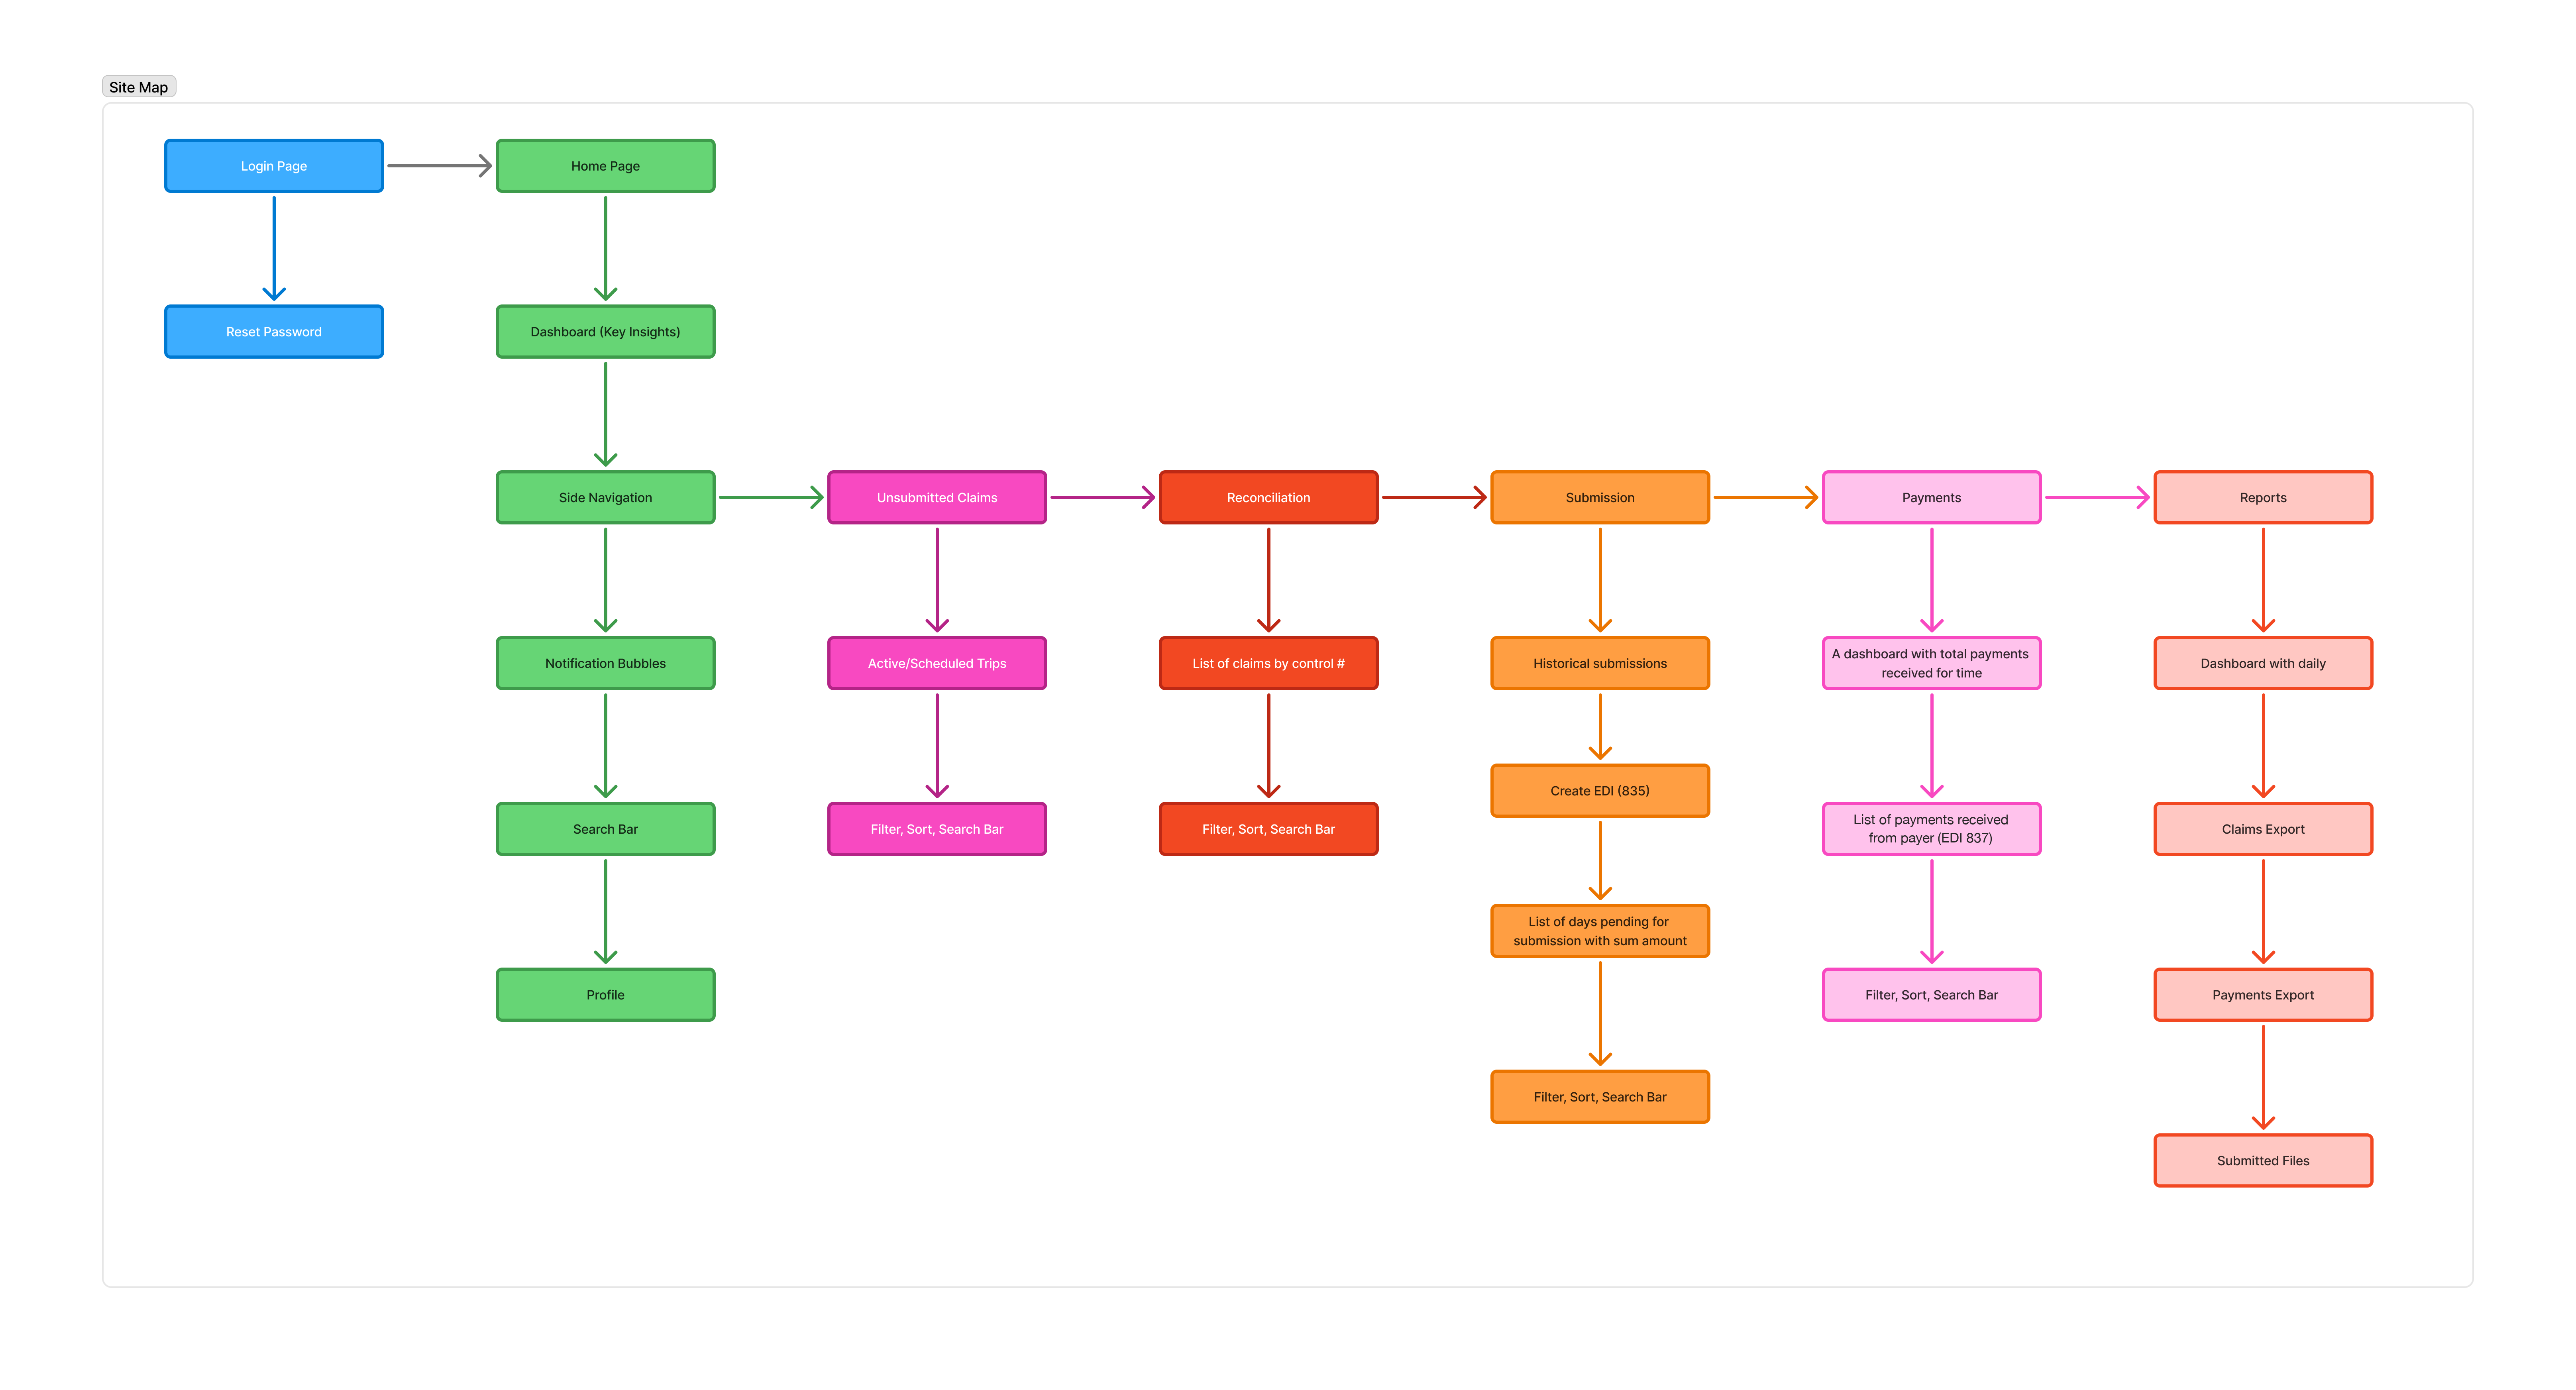 Site Map
Login Page
Home Page
Reset Password
Dashboard (Key Insights)
Side Navigation
Unsubmitted Claims
Reconciliation
Submission
Payments
Reports
Notification Bubbles
Active/Scheduled Trips
List of claims by control #
Historical submissions
A dashboard with total payments
received for time
Dashboard with daily
Create EDI (835)
Search Bar
Filter, Sort, Search Bar
Filter, Sort, Search Bar
List of payments received
from payer (EDI 837)
Claims Export
List of days pending for
submission with sum amount
Profile
Filter, Sort, Search Bar
Payments Export
Filter, Sort, Search Bar
Submitted Files